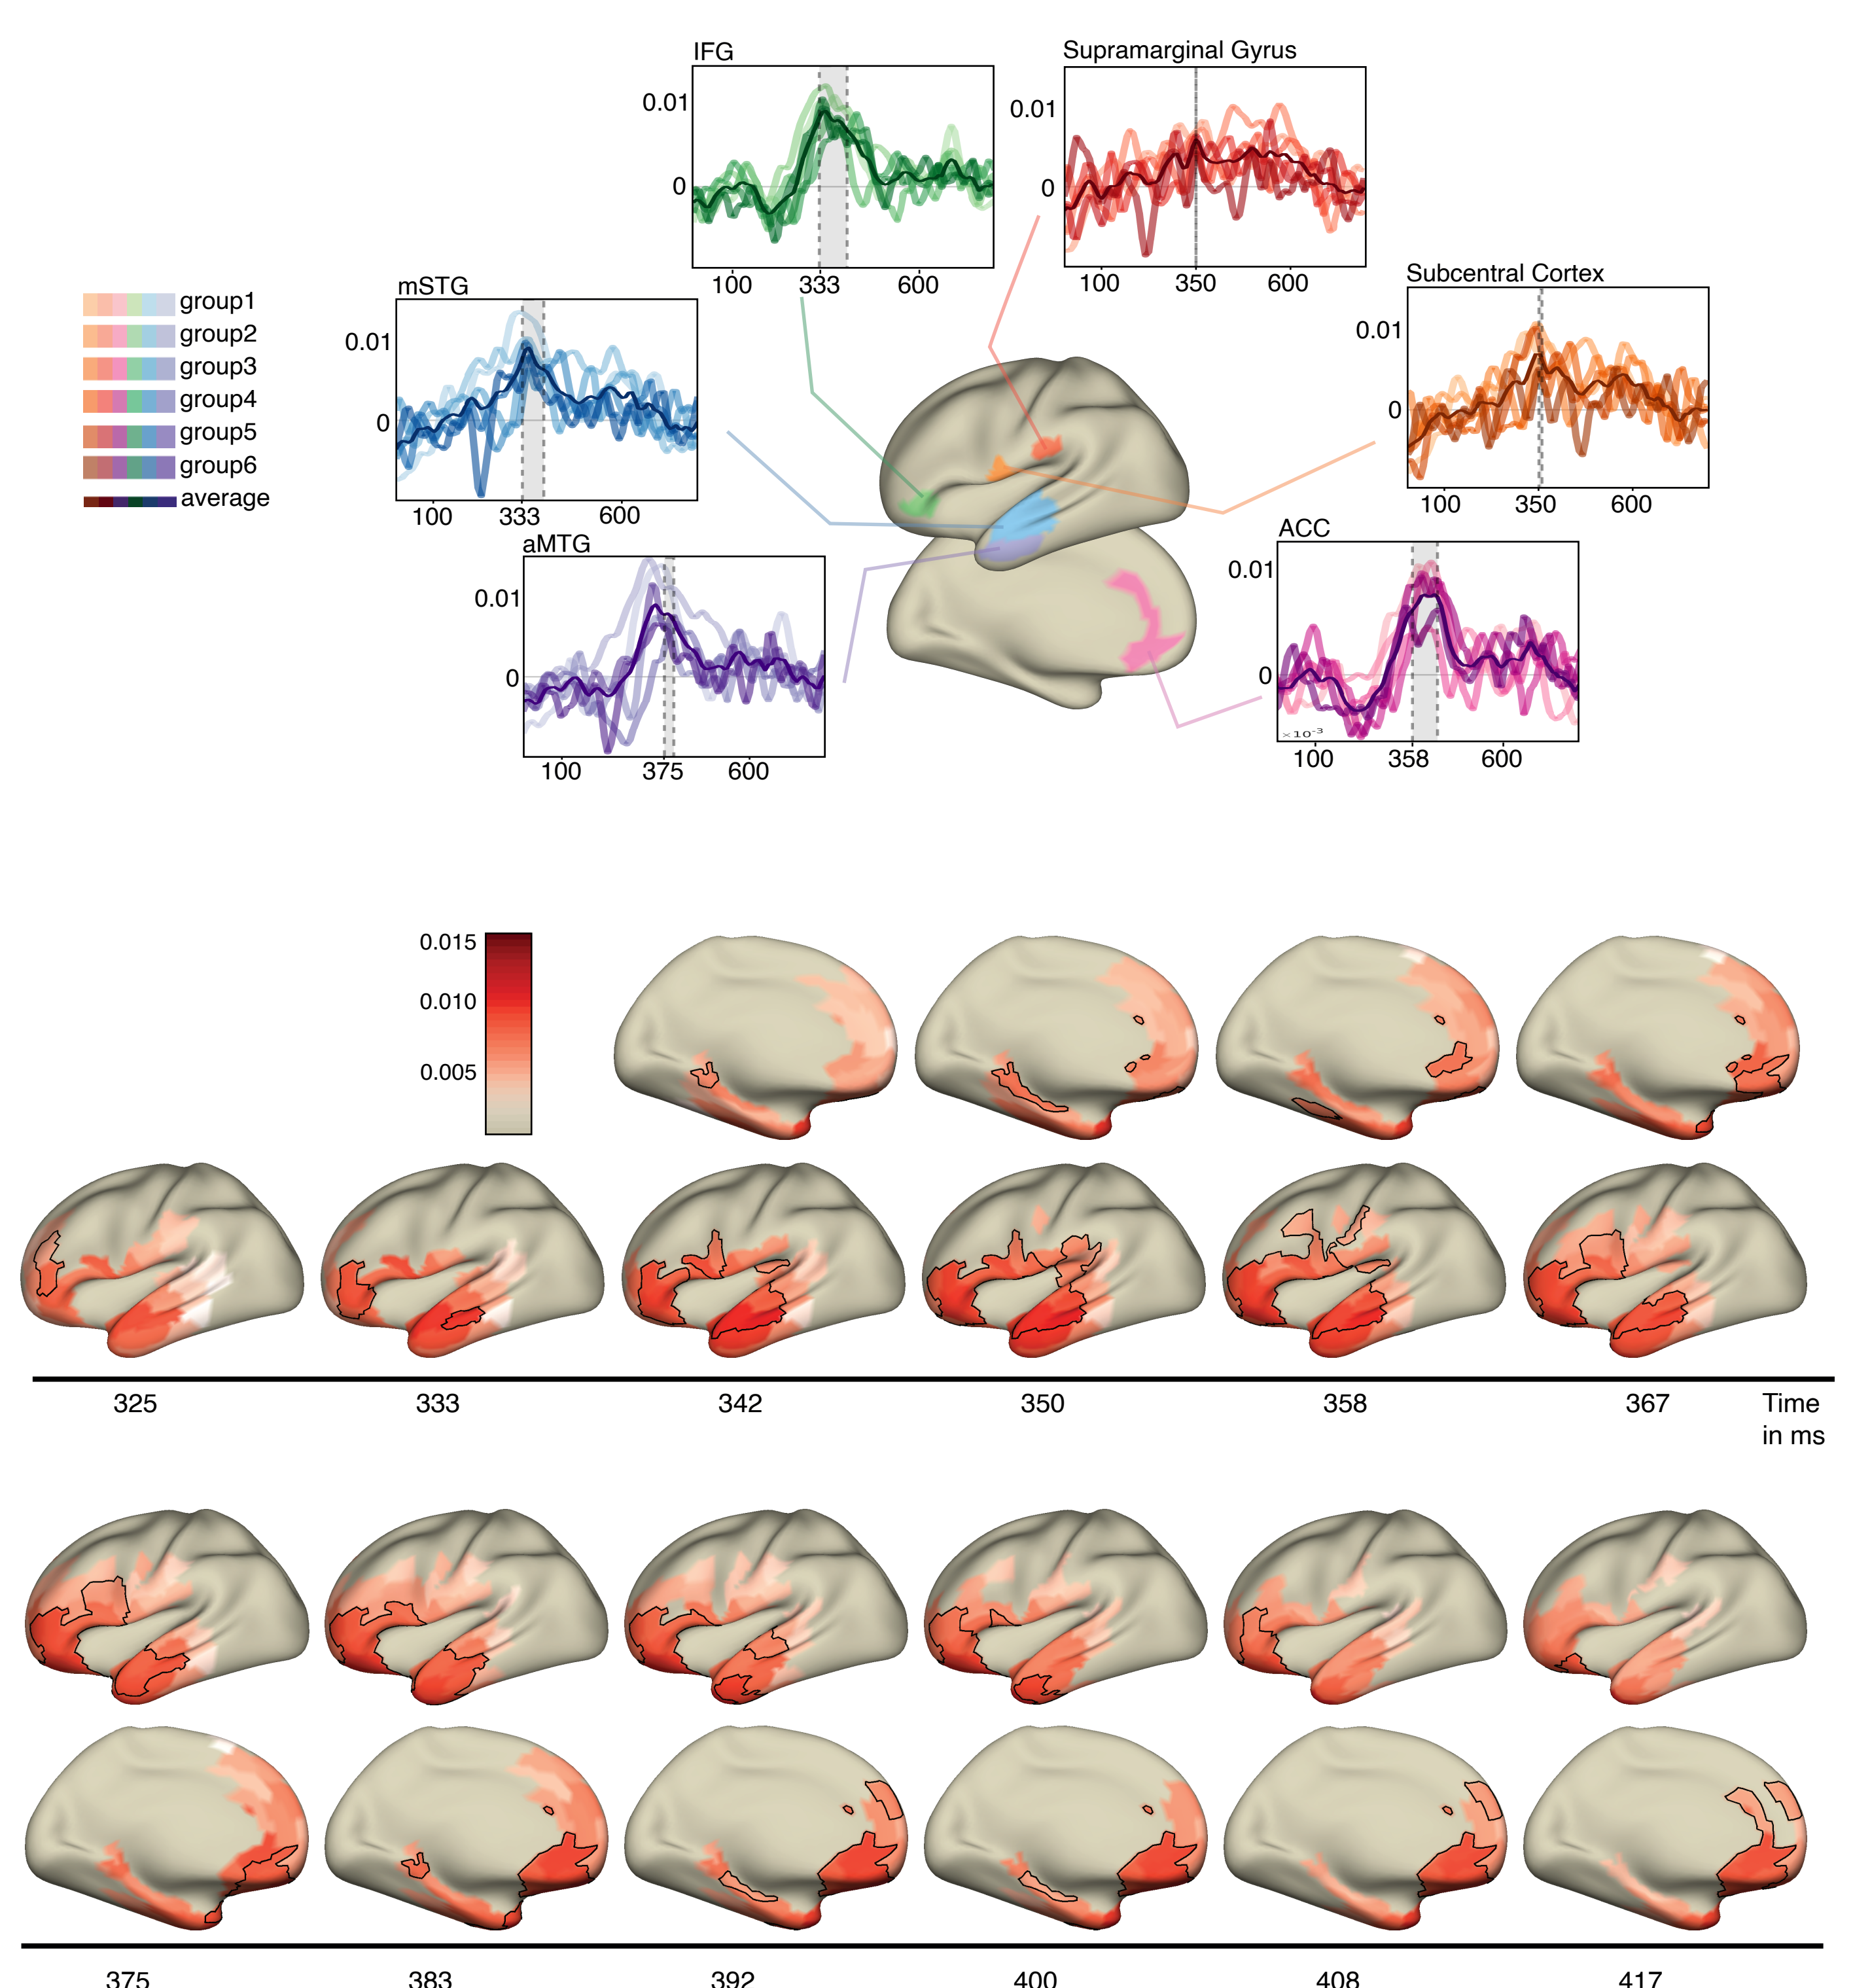 IFG
0.01
0
100 333 600
Supramarginal Gyrus
0.01
0
100 350 600
group1
group2
group3
group4
group5
group6
average
mSTG
0.01
0
100 333 600
Subcentral Cortex
0.01
0
100 350 600
aMTG
0.01
0
100 375 600
ACC
0.01
0
×10⁻³
100 358 600
0.015
0.010
0.005
325 333 342 350 358 367 Time
in ms
375 383 392 400 408 417